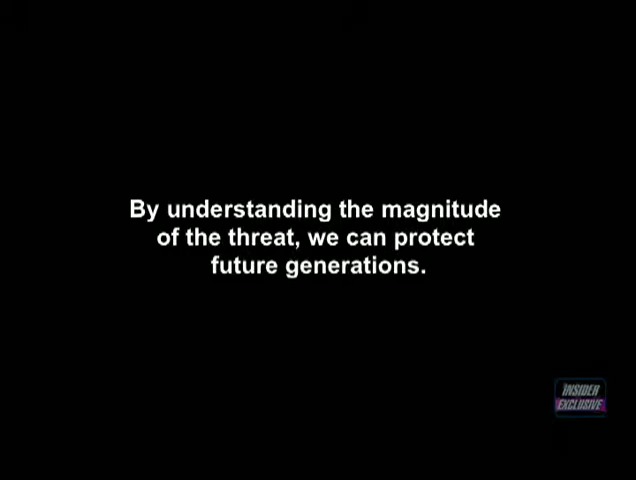 By understanding the magnitude
of the threat, we can protect
future generations.
INSIDER
EXCLUSIVE